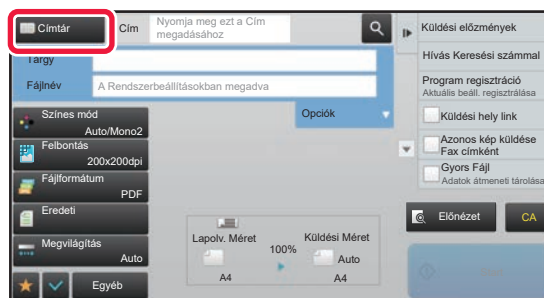 Címtár
Cím
Nyomja meg ezt a Cím
megadásához
Tárgy
Fájlnév
A Rendszerbeállításokban megadva
Opciók
Színes mód
Auto/Mono2
Felbontás
200x200dpi
Fájlformátum
PDF
Eredeti
Megvilágítás
Auto
Egyéb
Lapolv. Méret
A4
100%
Küldési Méret
Auto
A4
Küldési előzmények
Hívás Keresési számmal
Program regisztráció
Aktuális beáll. regisztrálása
Küldési hely link
Azonos kép küldése
Fax címként
Gyors Fájl
Adatok átmeneti tárolása
Előnézet
CA